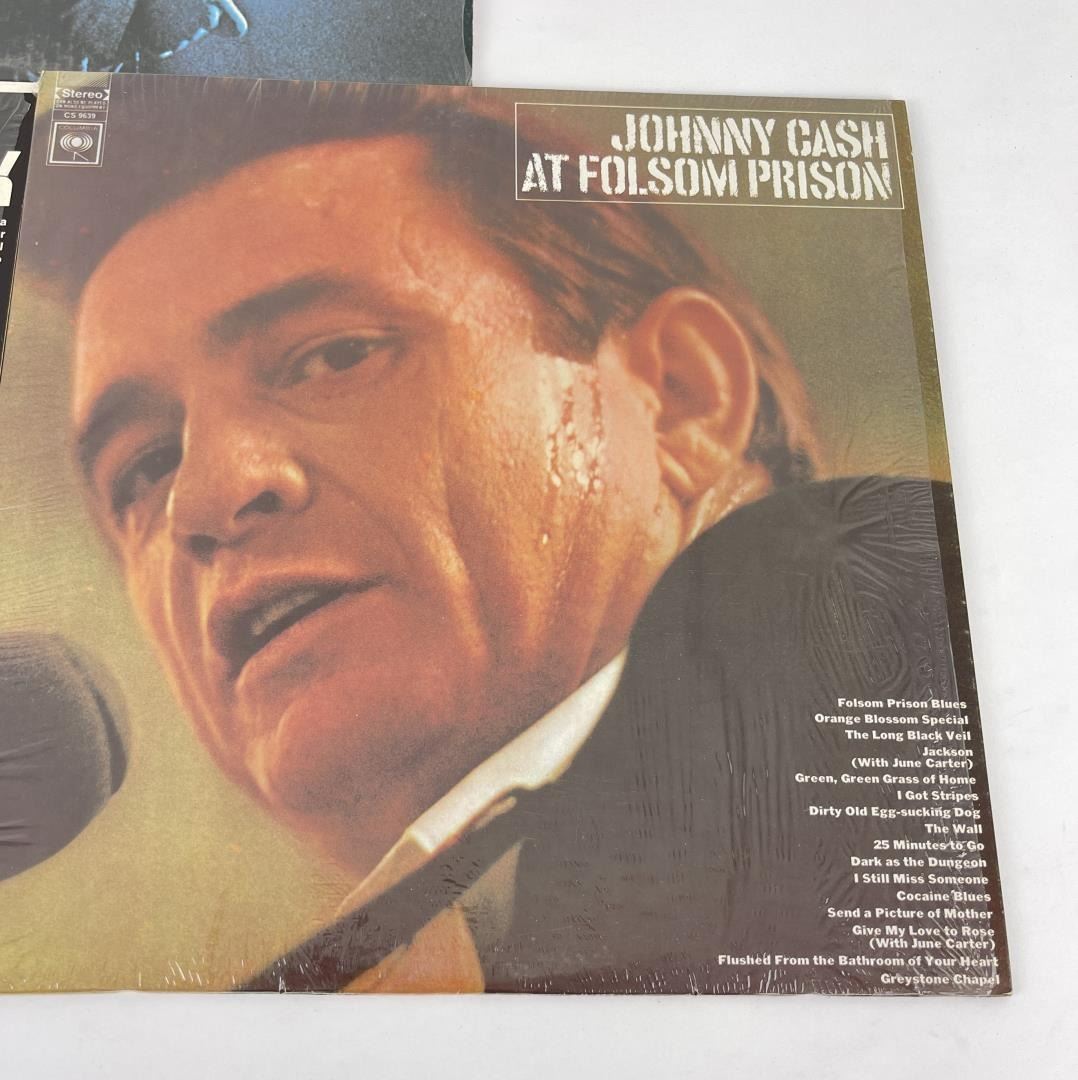 Stereo
CS 9639
COLUMBIA
JOHNNY CASH
AT FOLSOM PRISON
Folsom Prison Blues
Orange Blossom Special
The Long Black Veil
Jackson
(With June Carter)
Green, Green Grass of Home
I Got Stripes
Dirty Old Egg-sucking Dog
The Wall
25 Minutes to Go
Dark as the Dungeon
I Still Miss Someone
Cocaine Blues
Send a Picture of Mother
Give My Love to Rose
(With June Carter)
Flushed From the Bathroom of Your Heart
Greystone Chapel